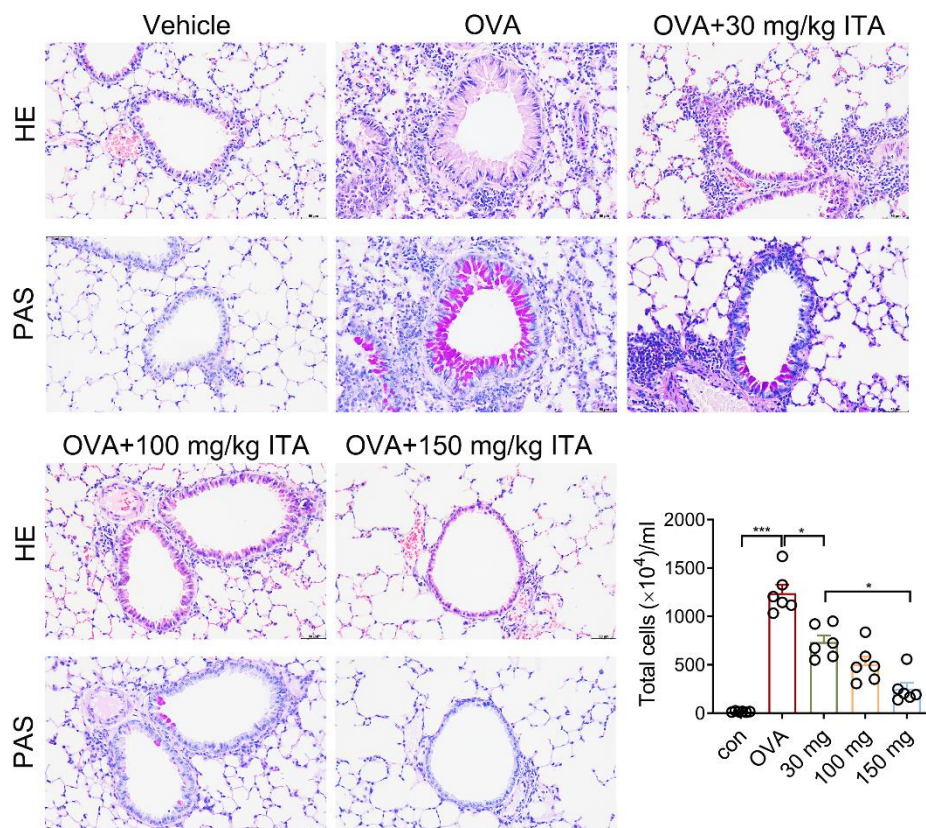 Vehicle
OVA
OVA+30 mg/kg ITA
HE
PAS
OVA+100 mg/kg ITA
OVA+150 mg/kg ITA
HE
PAS
Total cells (×10⁴)/ml
2000
1500
1000
500
0
***
*
*
con
OVA
30 mg
100 mg
150 mg